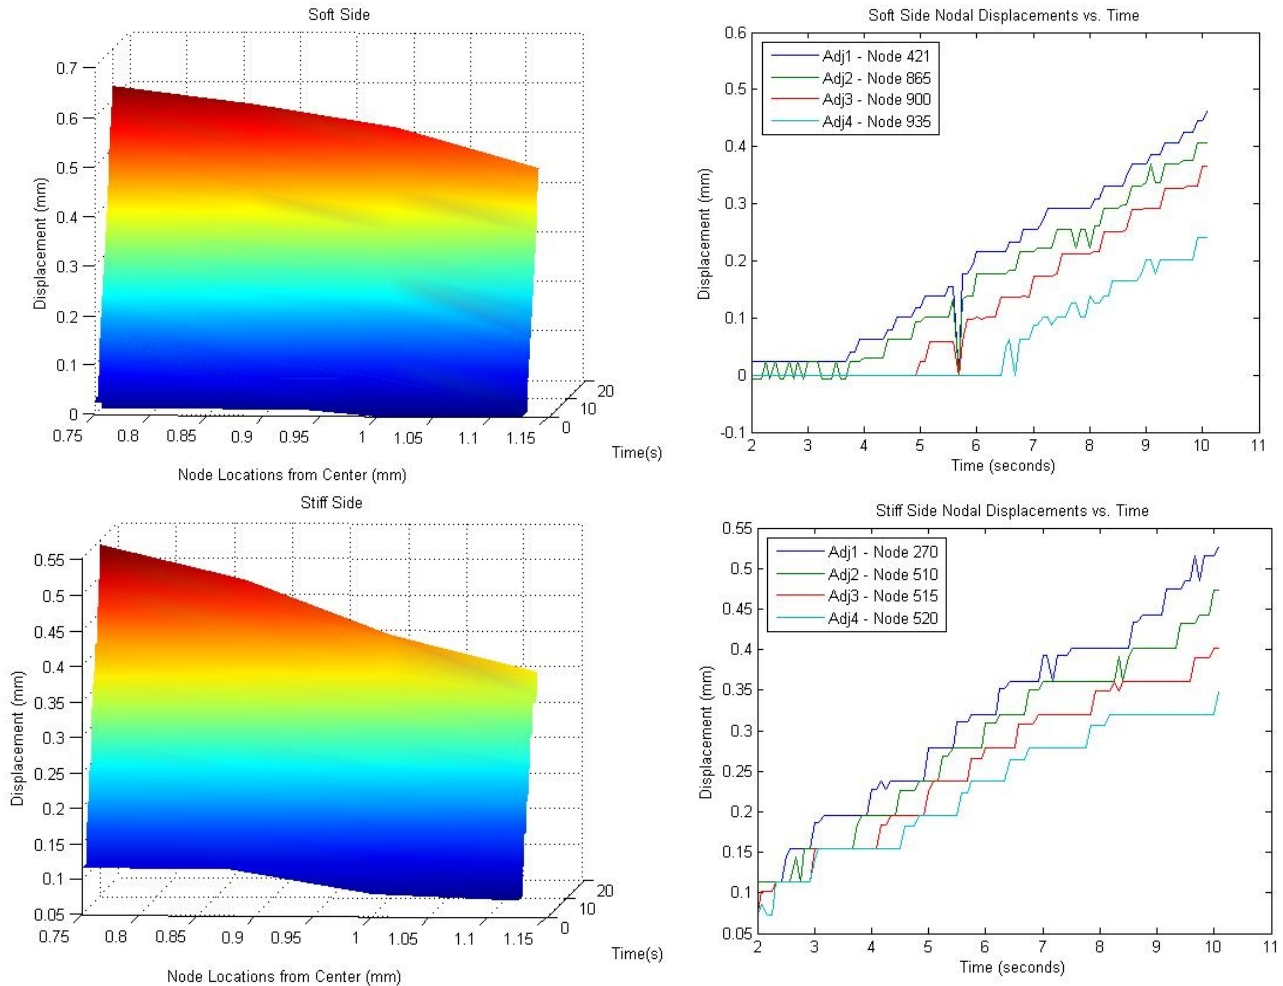 Soft Side
0.7
0.6
0.5
0.4
0.3
0.2
0.1
0
Displacement (mm)
0.75 0.8 0.85 0.9 0.95 1 1.05 1.1 1.15
0 10 20
Time(s)
Node Locations from Center (mm)
Soft Side Nodal Displacements vs. Time
0.6
0.5
0.4
0.3
0.2
0.1
0
-0.1
Displacement (mm)
Adj1 - Node 421
Adj2 - Node 865
Adj3 - Node 900
Adj4 - Node 935
2 3 4 5 6 7 8 9 10 11
Time (seconds)
Stiff Side
0.55
0.5
0.45
0.4
0.35
0.3
0.25
0.2
0.15
0.1
0.05
Displacement (mm)
0.75 0.8 0.85 0.9 0.95 1 1.05 1.1 1.15
0 10 20
Time(s)
Node Locations from Center (mm)
Stiff Side Nodal Displacements vs. Time
0.55
0.5
0.45
0.4
0.35
0.3
0.25
0.2
0.15
0.1
0.05
Displacement (mm)
Adj1 - Node 270
Adj2 - Node 510
Adj3 - Node 515
Adj4 - Node 520
2 3 4 5 6 7 8 9 10 11
Time (seconds)